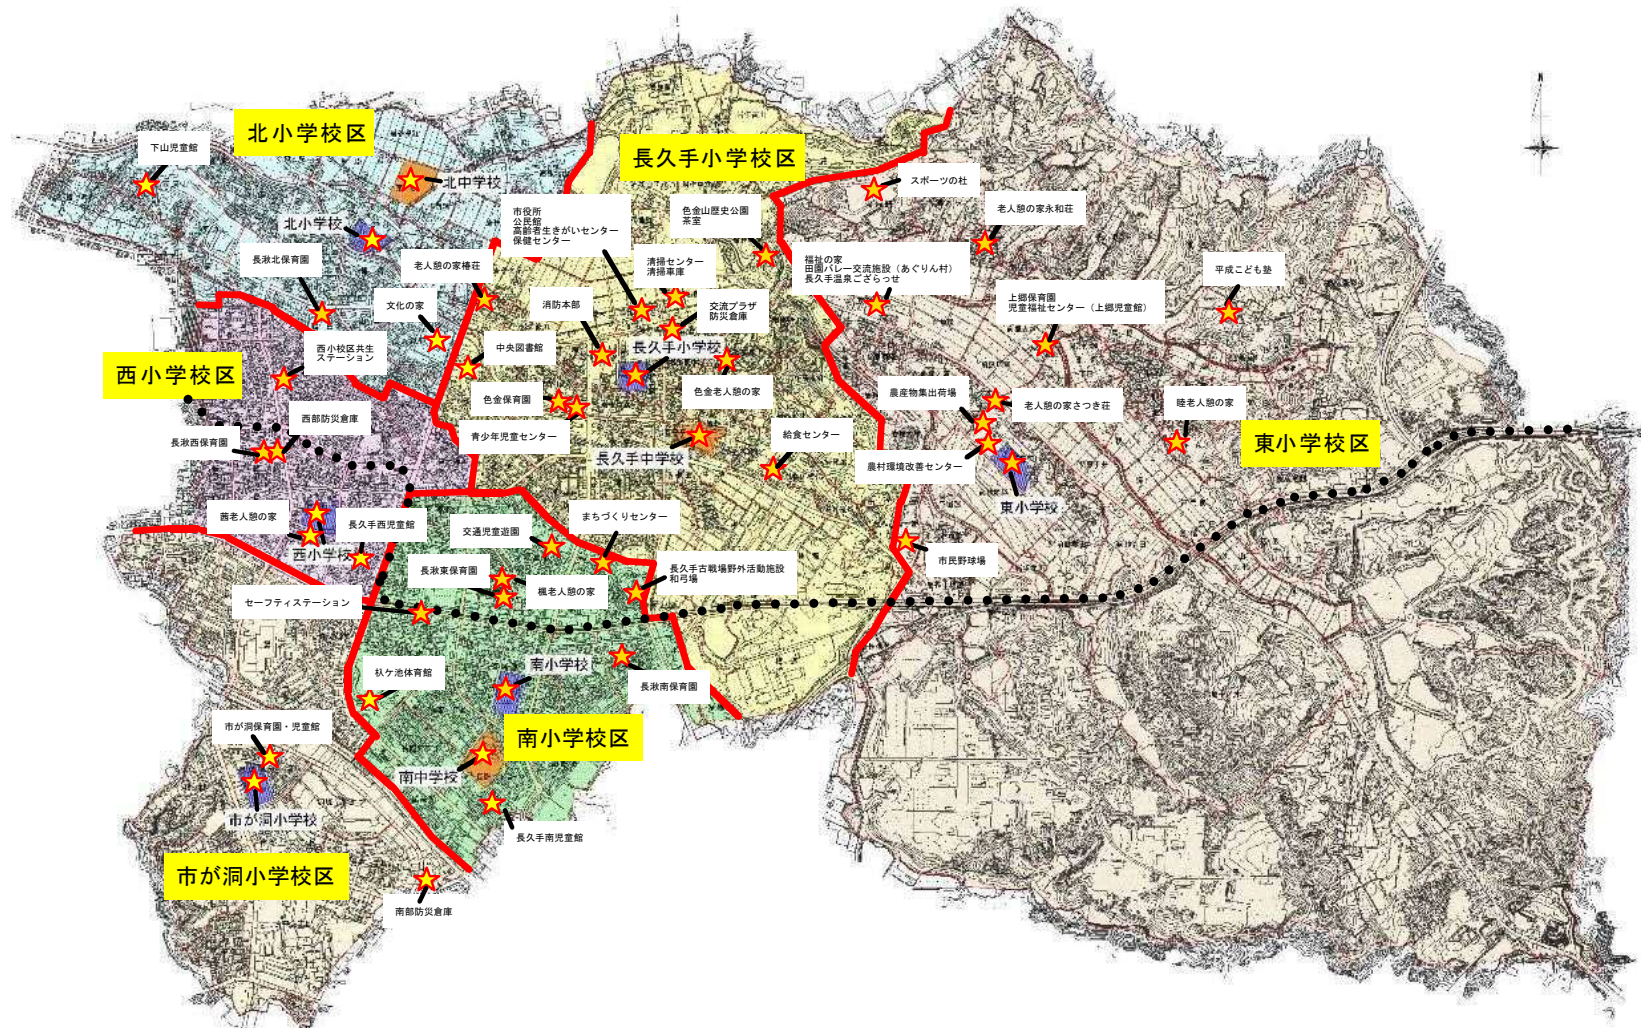 北小学校区
下山児童館
北中学校
北小学校
長湫北保育園
老人憩の家椿荘
文化の家
長久手小学校区
市役所
公民館
高齢者生きがいセンター
保健センター
色金山歴史公園
茶室
清掃センター
清掃車庫
消防本部
交流プラザ
防災倉庫
長久手小学校
中央図書館
色金保育園
青少年児童センター
色金老人憩の家
長久手中学校
給食センター
スポーツの杜
老人憩の家永和荘
福祉の家
田園バレー交流施設（あぐりん村）
長久手温泉ござらっせ
平成こども塾
上郷保育園
児童福祉センター（上郷児童館）
農産物集出荷場
老人憩の家さつき荘
睦老人憩の家
農村環境改善センター
東小学校
東小学校区
市民野球場
西小学校区
西小校区共生
ステーション
西部防災倉庫
長湫西保育園
茜老人憩の家
長久手西児童館
西小学校
交通児童遊園
まちづくりセンター
長湫東保育園
楓老人憩の家
長久手古戦場野外活動施設
和弓場
セーフティステーション
杁ケ池体育館
南小学校
長湫南保育園
南小学校区
南中学校
長久手南児童館
市が洞保育園・児童館
市が洞小学校
市が洞小学校区
南部防災倉庫